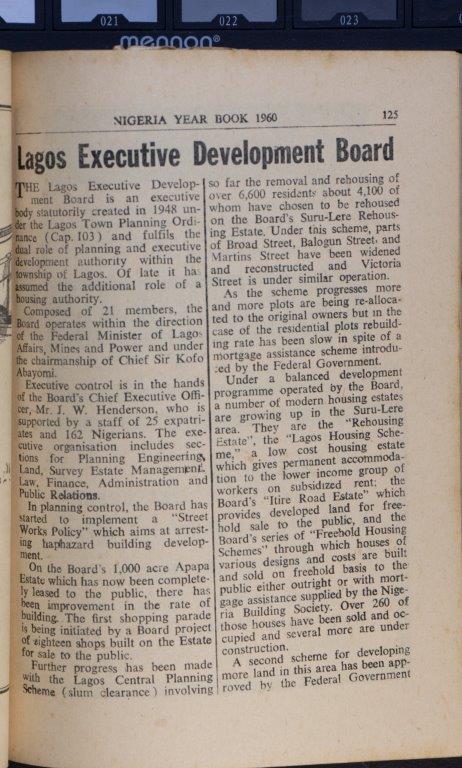 021
022
023
mennon®
NIGERIA YEAR BOOK 1960
125
Lagos Executive Development Board
THE Lagos Executive Develop-
ment Board is an executive
body statutorily created in 1948 un-
der the Lagos Town Planning Ordi-
nance (Cap. 103) and fulfils the
dual role of planning and executive
development authority within the
township of Lagos. Of late it has
assumed the additional role of a
housing authority.
Composed of 21 members, the
Board operates within the direction
of the Federal Minister of Lagos
Affairs, Mines and Power and under
the chairmanship of Chief Sir Kofo
Abayomi.
Executive control is in the hands
of the Board's Chief Executive Offi-
cer, Mr. J. W. Henderson, who is
supported by a staff of 25 expatri-
ates and 162 Nigerians. The exe-
cutive organisation includes sec-
tions for Planning Engineering,
Land, Survey Estate Management,
Law, Finance, Administration and
Public Relations.
In planning control, the Board has
started to implement a "Street
Works Policy" which aims at arrest-
ing haphazard building develop-
ment.
On the Board's 1,000 acre Apapa
Estate which has now been complete-
ly leased to the public, there has
been improvement in the rate of
building. The first shopping parade
is being initiated by a Board project
of eighteen shops built on the Estate
for sale to the public.
Further progress has been made
with the Lagos Central Planning
Scheme (slum clearance) involving
so far the removal and rehousing of
over 6,600 residents about 4,100 of
whom have chosen to be rehoused
on the Board's Suru-Lere Rehous-
ing Estate. Under this scheme, parts
of Broad Street, Balogun Street, and
Martins Street have been widened
and reconstructed and Victoria
Street is under similar operation.
As the scheme progresses more
and more plots are being re-alloca-
ted to the original owners but in the
case of the residential plots rebuild-
ing rate has been slow in spite of a
mortgage assistance scheme introdu-
ced by the Federal Government.
Under a balanced development
programme operated by the Board,
a number of modern housing estates
are growing up in the Suru-Lere
area. They are the "Rehousing
Estate", the "Lagos Housing Sche-
me," a low cost housing estate
which gives permanent accommoda-
tion to the lower income group of
workers on subsidized rent; the
Board's "Itire Road Estate" which
provides developed land for free-
hold sale to the public, and the
Board's series of "Freehold Housing
Schemes" through which houses of
various designs and costs are built
and sold on freehold basis to the
public either outright or with mort-
gage assistance supplied by the Nige-
ria Building Society. Over 260 of
those houses have been sold and oc-
cupied and several more are under
construction.
A second scheme for developing
more land in this area has been app-
roved by the Federal Government